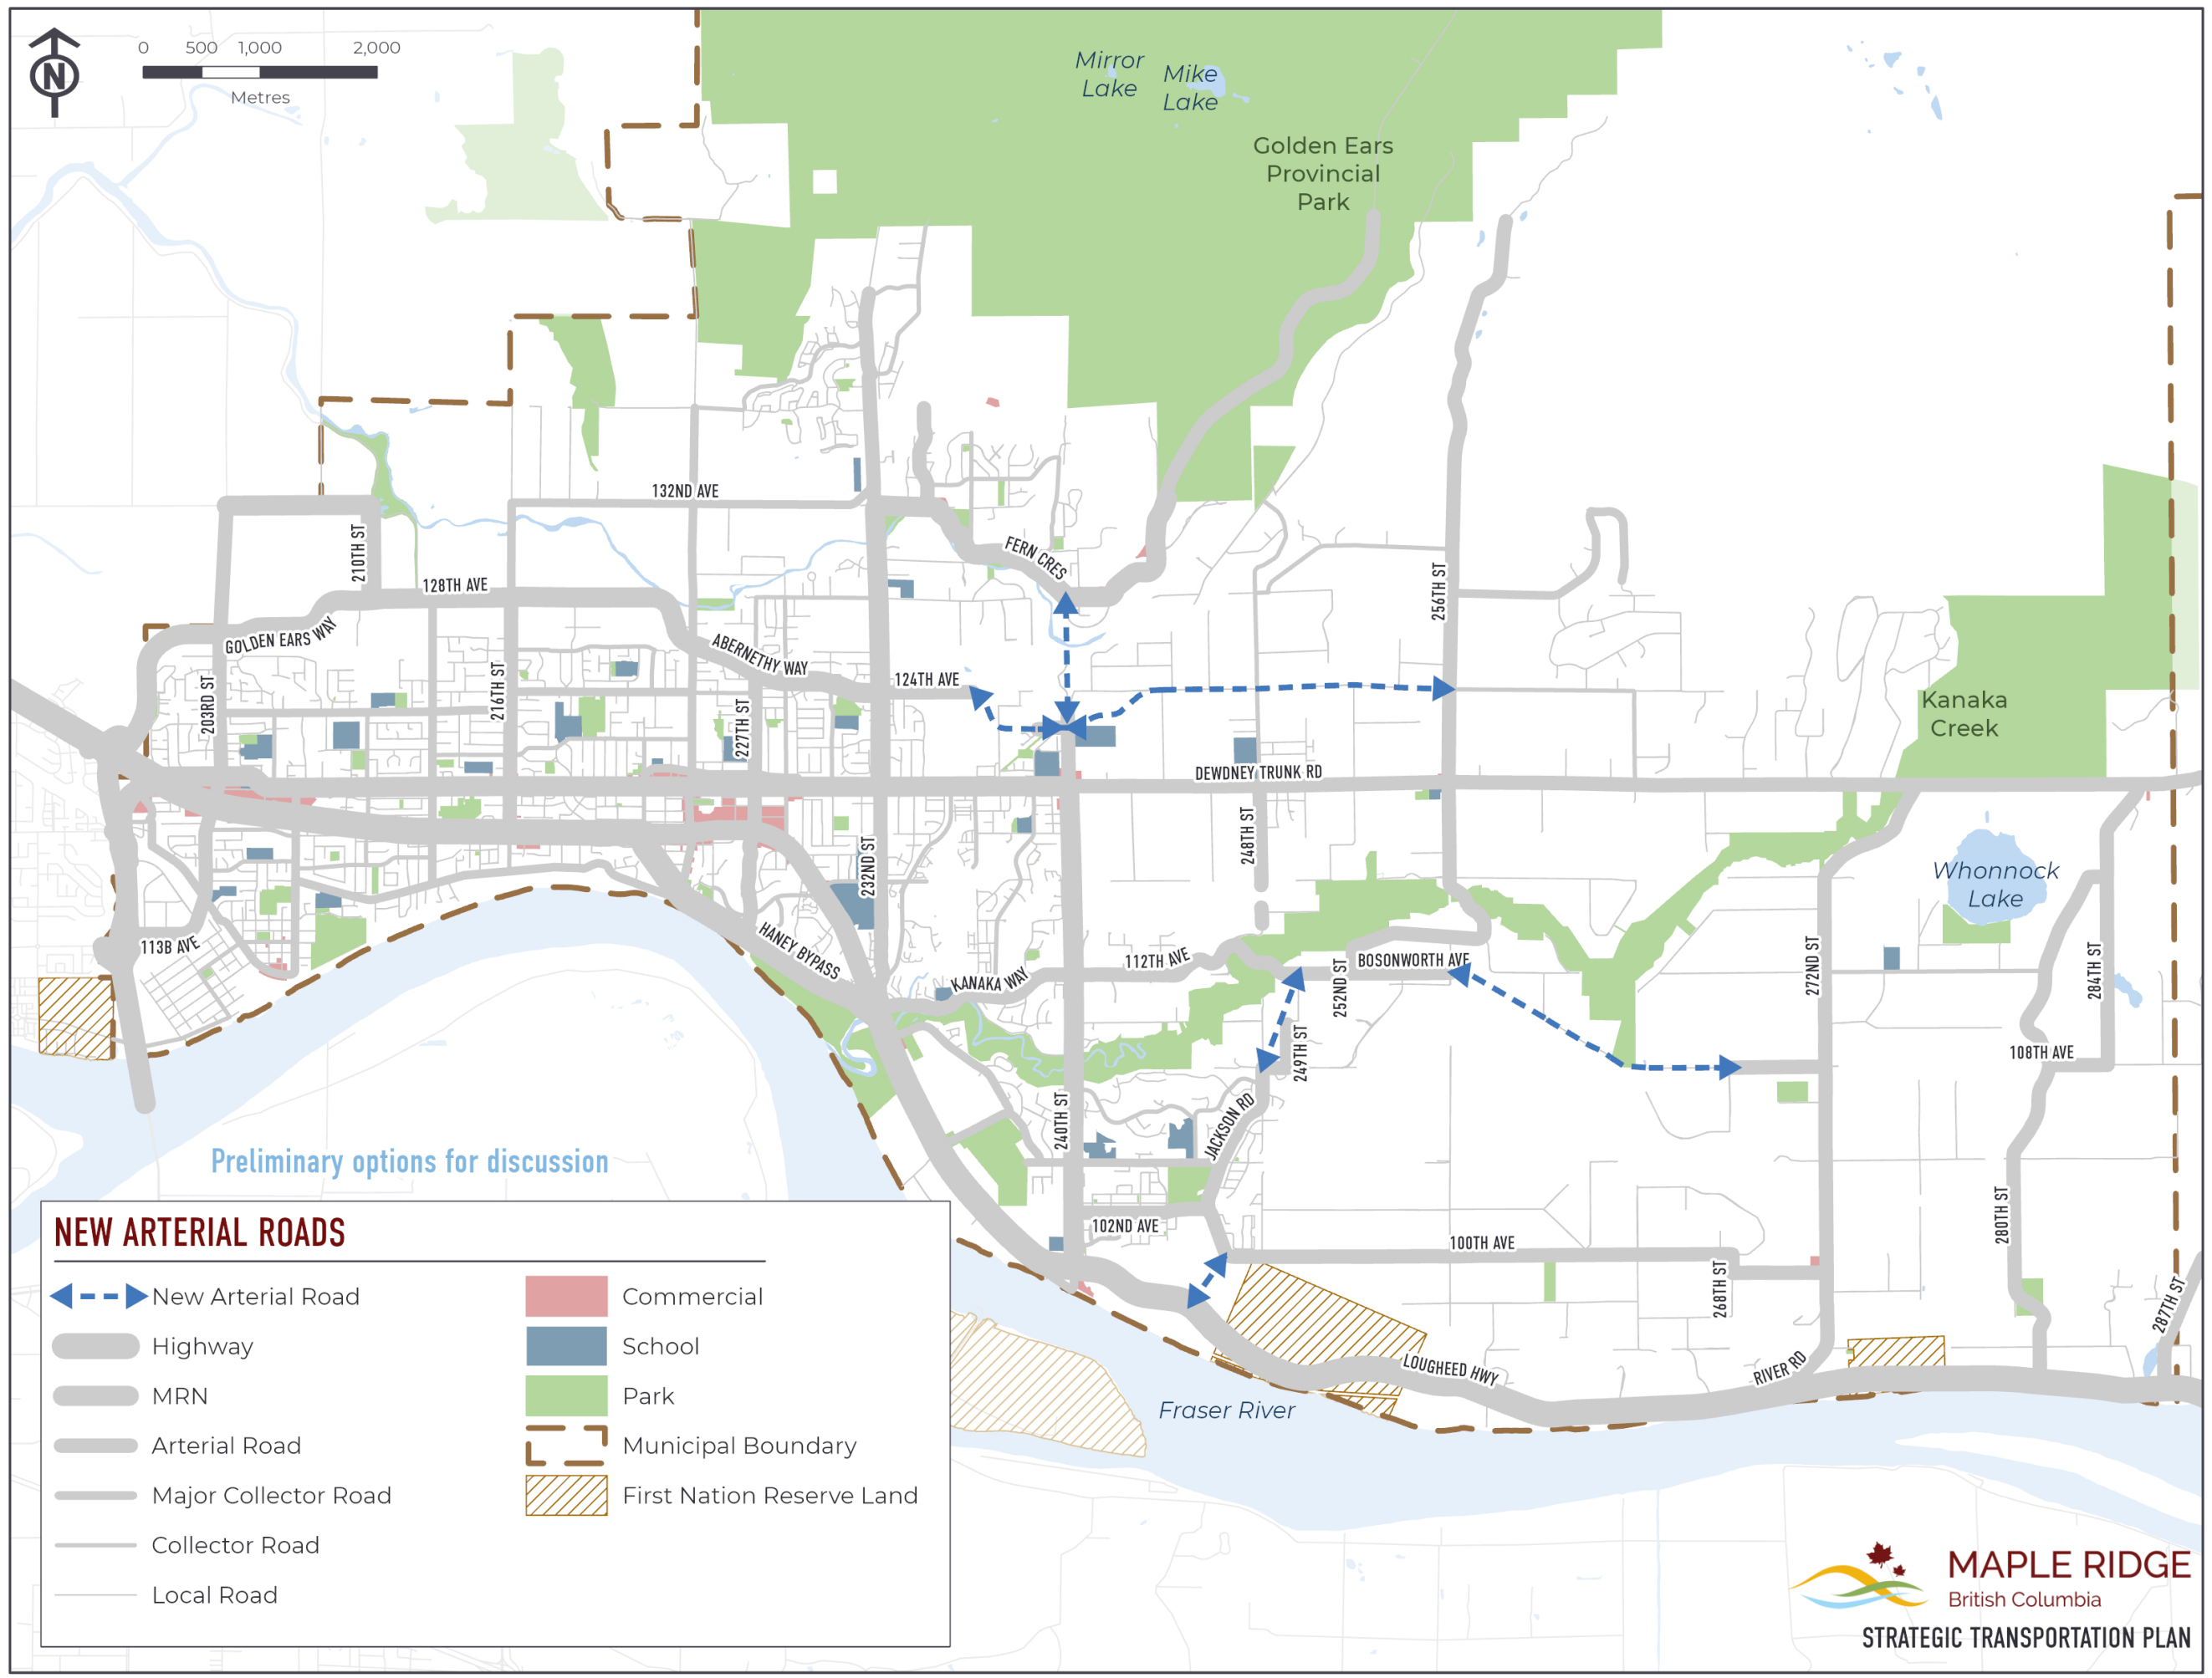 N
0 500 1,000 2,000
Metres
Mirror
Lake
Mike
Lake
Golden Ears
Provincial
Park
132ND AVE
210TH ST
FERN CRES
128TH AVE
256TH ST
GOLDEN EARS WAY
ABERNETHY WAY
203RD ST
216TH ST
124TH AVE
227TH ST
Kanaka
Creek
DEWDNEY TRUNK RD
248TH ST
232ND ST
Whonnock
Lake
113B AVE
HANEY BYPASS
KANAKA WAY
112TH AVE
252ND ST
BOSONWORTH AVE
272ND ST
284TH ST
249TH ST
108TH AVE
240TH ST
JACKSON RD
Preliminary options for discussion
102ND AVE
100TH AVE
268TH ST
280TH ST
287TH ST
LOUGHEED HWY
RIVER RD
Fraser River
NEW ARTERIAL ROADS
New Arterial Road
Highway
MRN
Arterial Road
Major Collector Road
Collector Road
Local Road
Commercial
School
Park
Municipal Boundary
First Nation Reserve Land
MAPLE RIDGE
British Columbia
STRATEGIC TRANSPORTATION PLAN